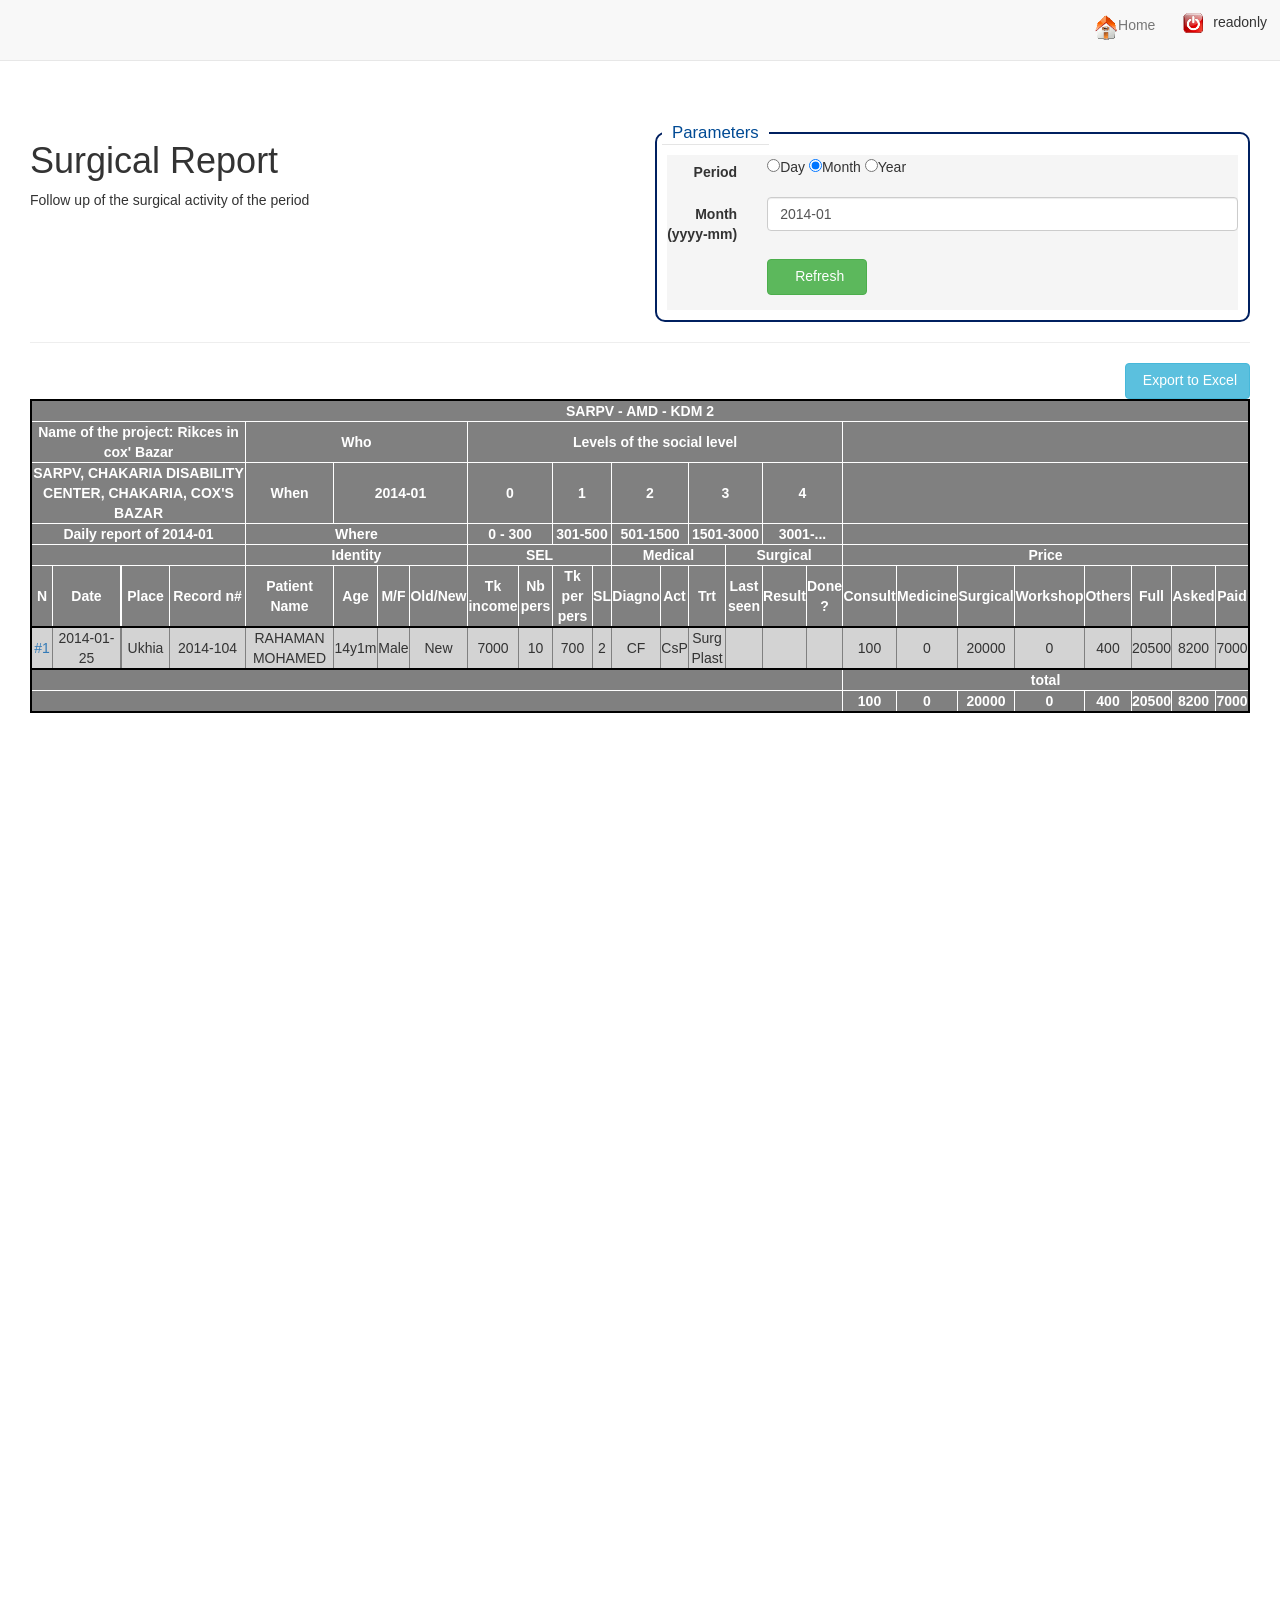 Home readonly
Surgical Report
Follow up of the surgical activity of the period
Parameters
Period Day Month Year
Month (yyyy-mm) 2014-01
Refresh
Export to Excel
SARPV - AMD - KDM 2
Name of the project: Rikces in cox' Bazar Who Levels of the social level
SARPV, CHAKARIA DISABILITY CENTER, CHAKARIA, COX'S BAZAR When 2014-01 0 1 2 3 4
Daily report of 2014-01 Where 0 - 300 301-500 501-1500 1501-3000 3001-...
Identity SEL Medical Surgical Price
N Date Place Record n# Patient Name Age M/F Old/New Tk income Nb pers Tk per pers SL Diagno Act Trt Last seen Result Done ? Consult Medicine Surgical Workshop Others Full Asked Paid
#1 2014-01-25 Ukhia 2014-104 RAHAMAN MOHAMED 14y1m Male New 7000 10 700 2 CF CsP Surg Plast 100 0 20000 0 400 20500 8200 7000
total
100 0 20000 0 400 20500 8200 7000